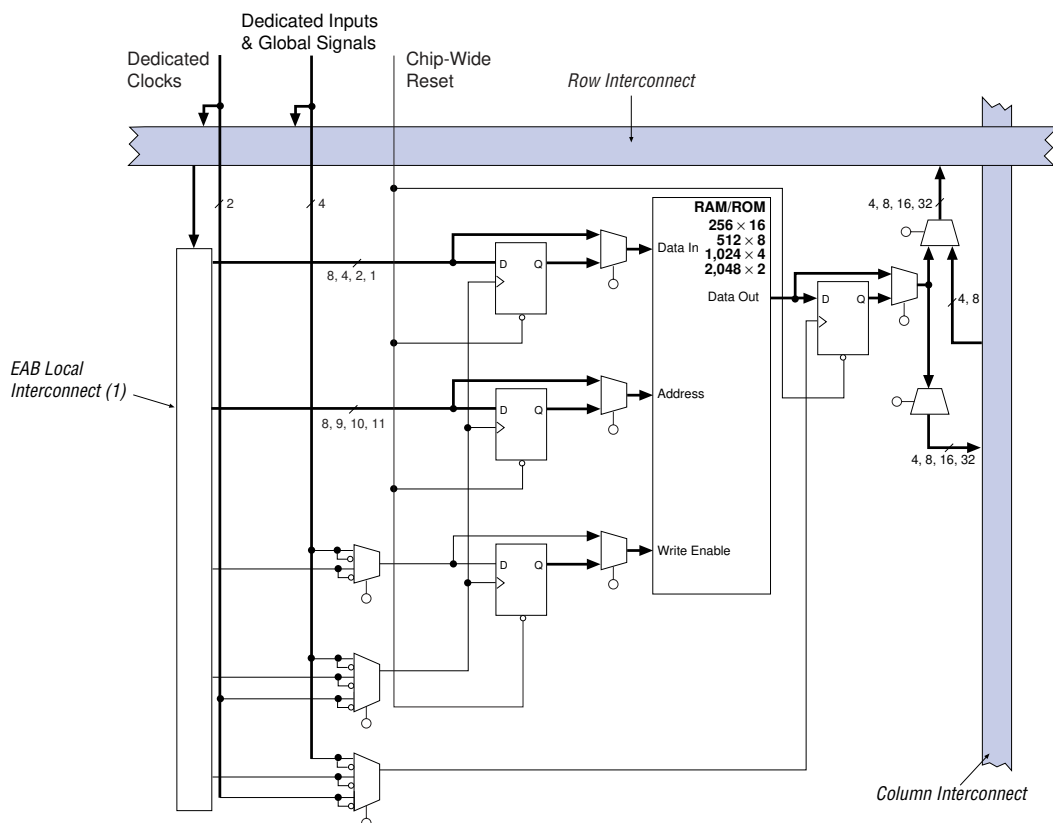 Dedicated Inputs
& Global Signals
Dedicated
Clocks
Chip-Wide
Reset
Row Interconnect
2
4
4, 8, 16, 32
RAM/ROM
256 × 16
512 × 8
1,024 × 4
2,048 × 2
Data In
D
Q
8, 4, 2, 1
Data Out
D
Q
4, 8
EAB Local
Interconnect (1)
D
Q
Address
8, 9, 10, 11
4, 8, 16, 32
Write Enable
D
Q
Column Interconnect